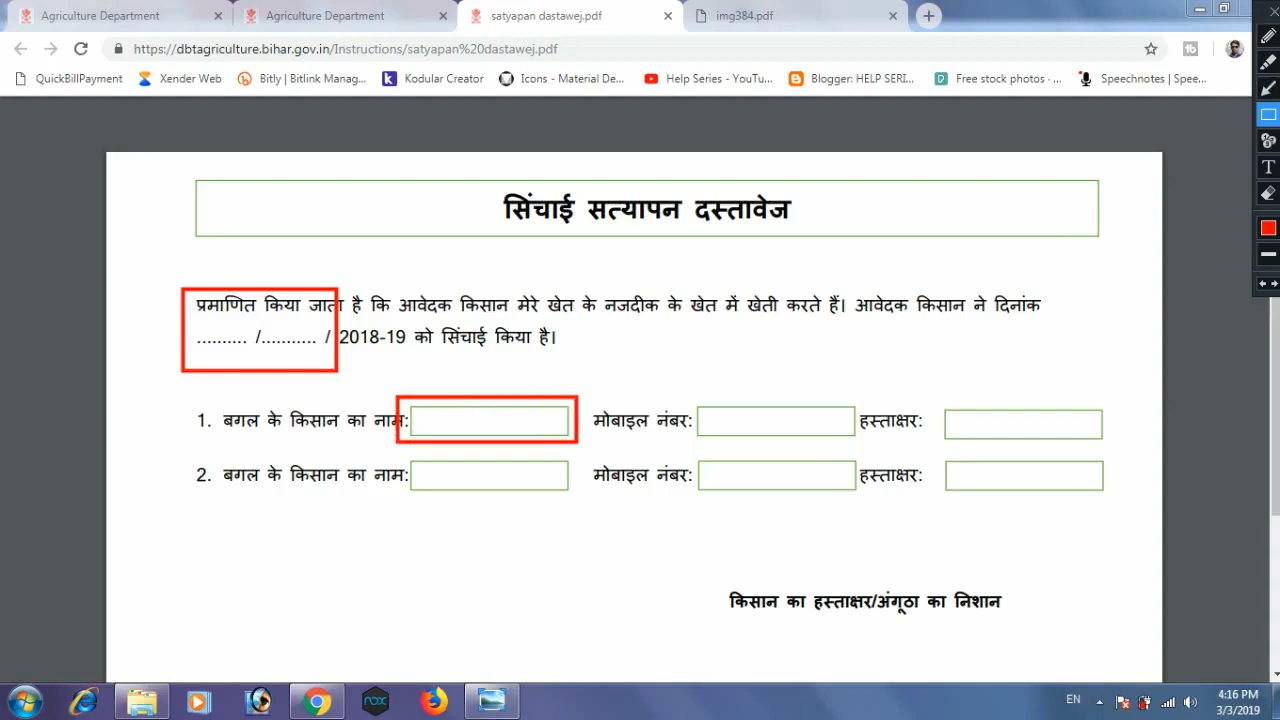 Agriculture Department
Agriculture Department
satyapan dastawej.pdf
img384.pdf
https://dbtagriculture.bihar.gov.in/Instructions/satyapan%20dastawej.pdf
QuickBillPayment
Xender Web
Bitly | Bitlink Manag...
Kodular Creator
Icons - Material De...
Help Series - YouTu...
Blogger HELP SERI...
Free stock photos · ...
Speechnotes | Spee...
सिंचाई सत्यापन दस्तावेज
प्रमाणित किया जाता है कि आवेदक किसान मेरे खेत के नजदीक के खेत में खेती करते हैं। आवेदक किसान ने दिनांक
.......... /........... / 2018-19 को सिंचाई किया है।
1. बगल के किसान का नाम: मोबाइल नंबर: हस्ताक्षर:
2. बगल के किसान का नाम: मोबाइल नंबर: हस्ताक्षर:
किसान का हस्ताक्षर/अंगूठा का निशान
EN
4:16 PM
3/3/2019